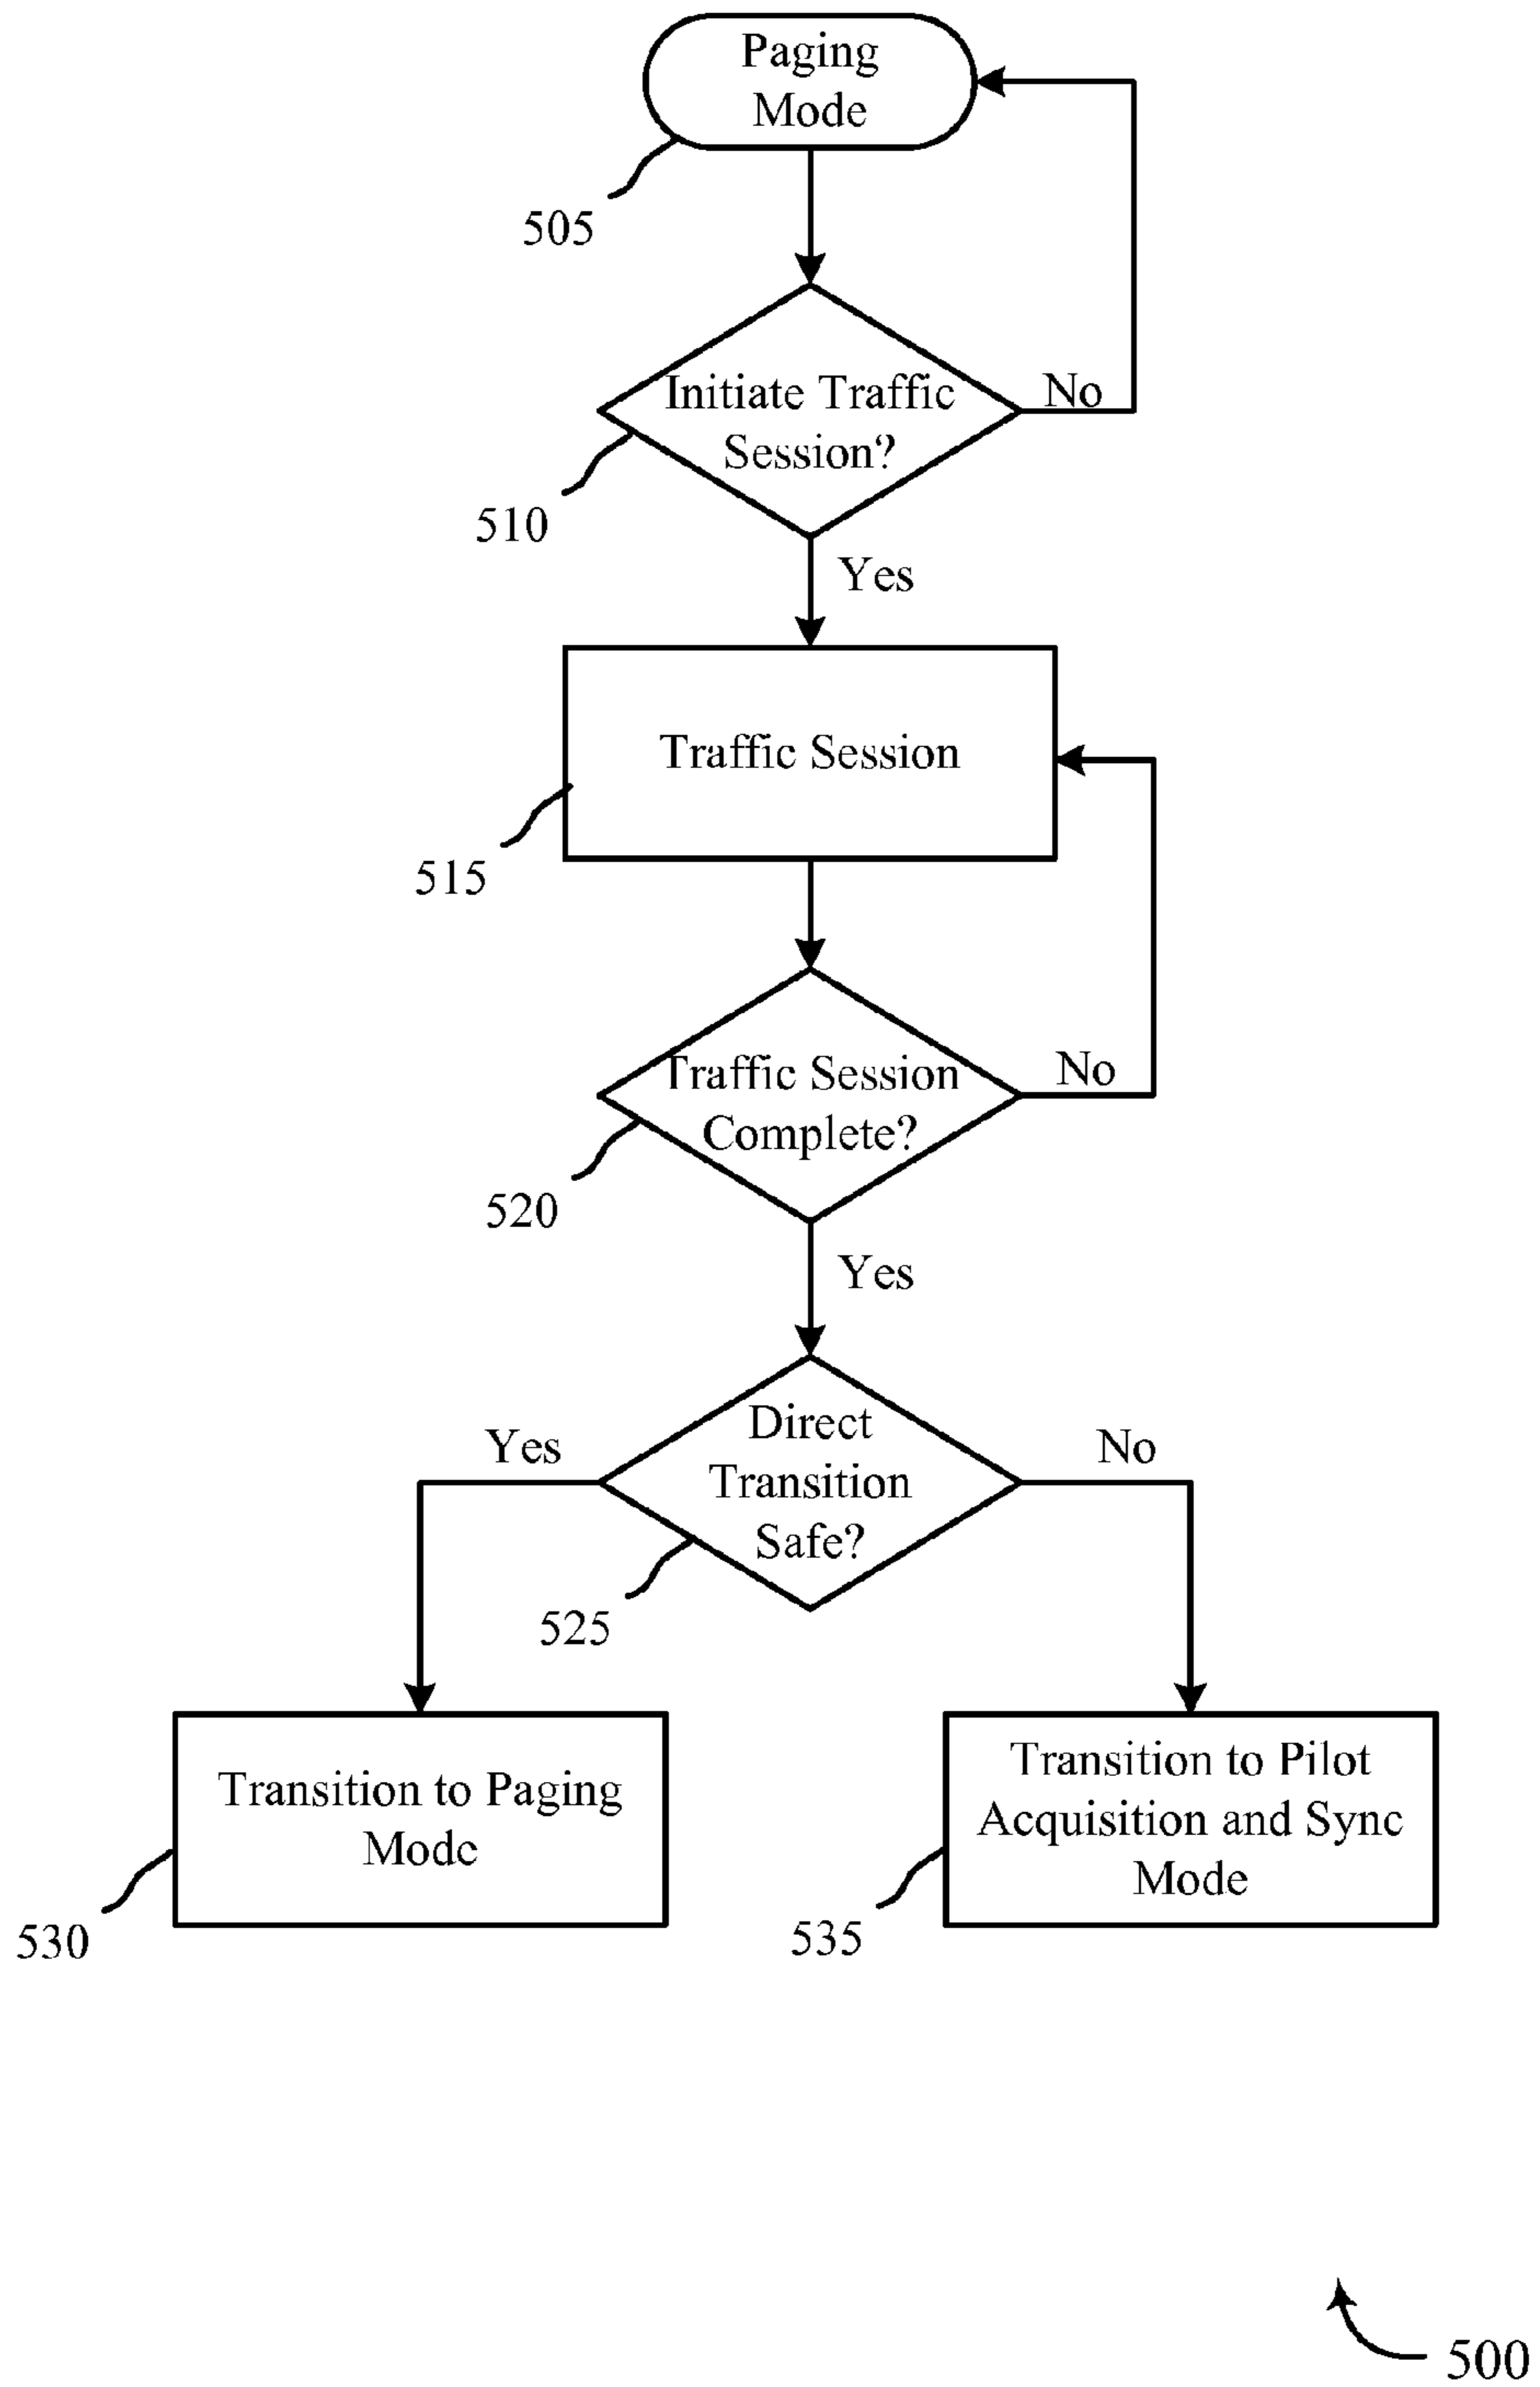 Paging
Mode
505
Initiate Traffic
Session?
No
510
Yes
Traffic Session
515
Traffic Session
Complete?
No
520
Yes
Direct
Transition
Safe?
Yes
No
525
Transition to Paging
Mode
530
Transition to Pilot
Acquisition and Sync
Mode
535
500